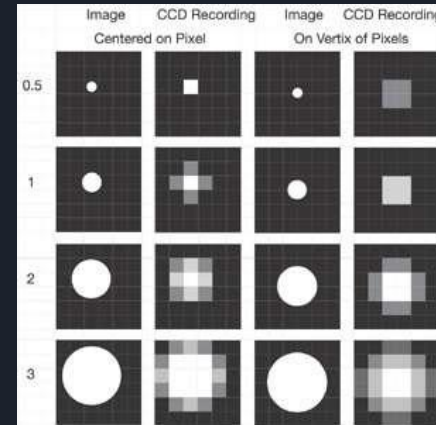 Image CCD Recording Image CCD Recording
Centered on Pixel On Vertix of Pixels
0.5
1
2
3